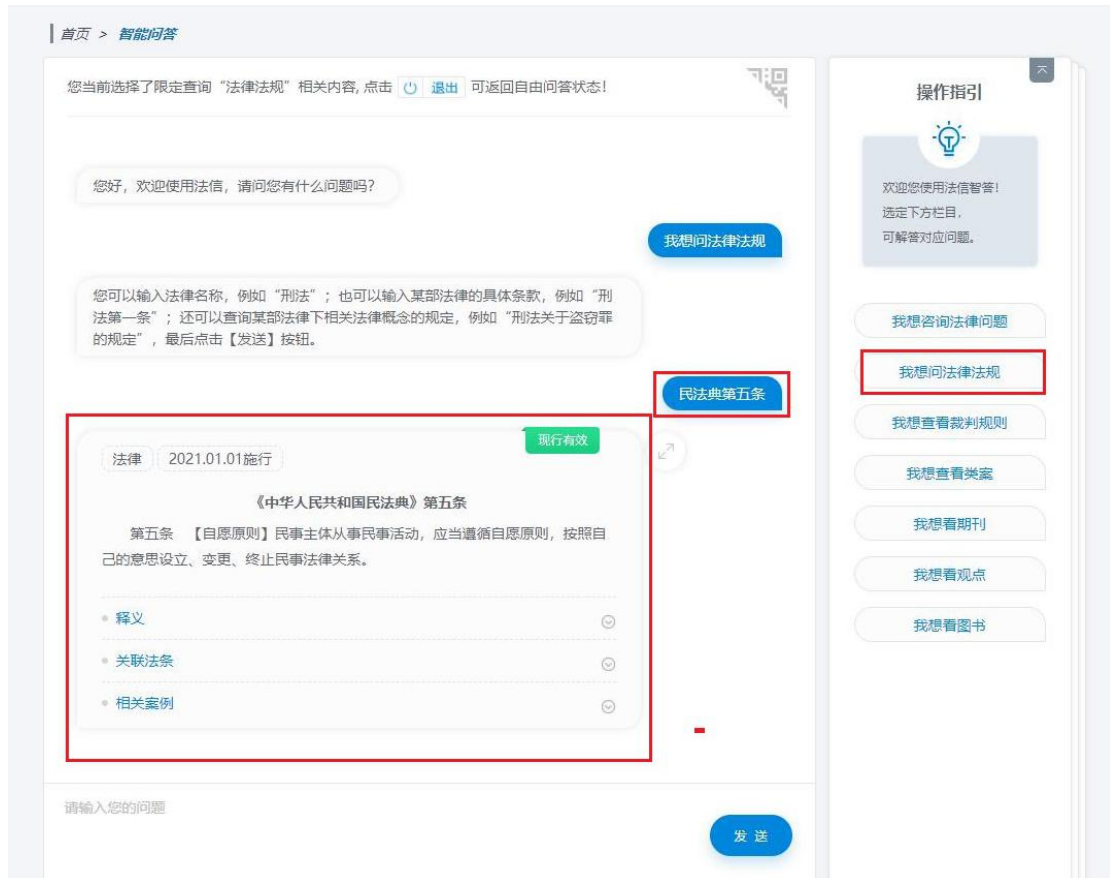 首页 > 智能问答
您当前选择了限定查询“法律法规”相关内容, 点击 退出 可返回自由问答状态!
您好，欢迎使用法信，请问您有什么问题吗?
我想问法律法规
您可以输入法律名称，例如“刑法”；也可以输入某部法律的具体条款，例如“刑
法第一条”；还可以查询某部法律下相关法律概念的规定，例如“刑法关于盗窃罪
的规定”，最后点击【发送】按钮。
民法典第五条
现行有效
法律 2021.01.01施行
《中华人民共和国民法典》第五条
第五条 【自愿原则】民事主体从事民事活动，应当遵循自愿原则，按照自
己的意思设立、变更、终止民事法律关系。
释义
关联法条
相关案例
请输入您的问题
发 送
操作指引
欢迎您使用法信智答!
选定下方栏目,
可解答对应问题。
我想咨询法律问题
我想问法律法规
我想查看裁判规则
我想查看类案
我想看期刊
我想看观点
我想看图书